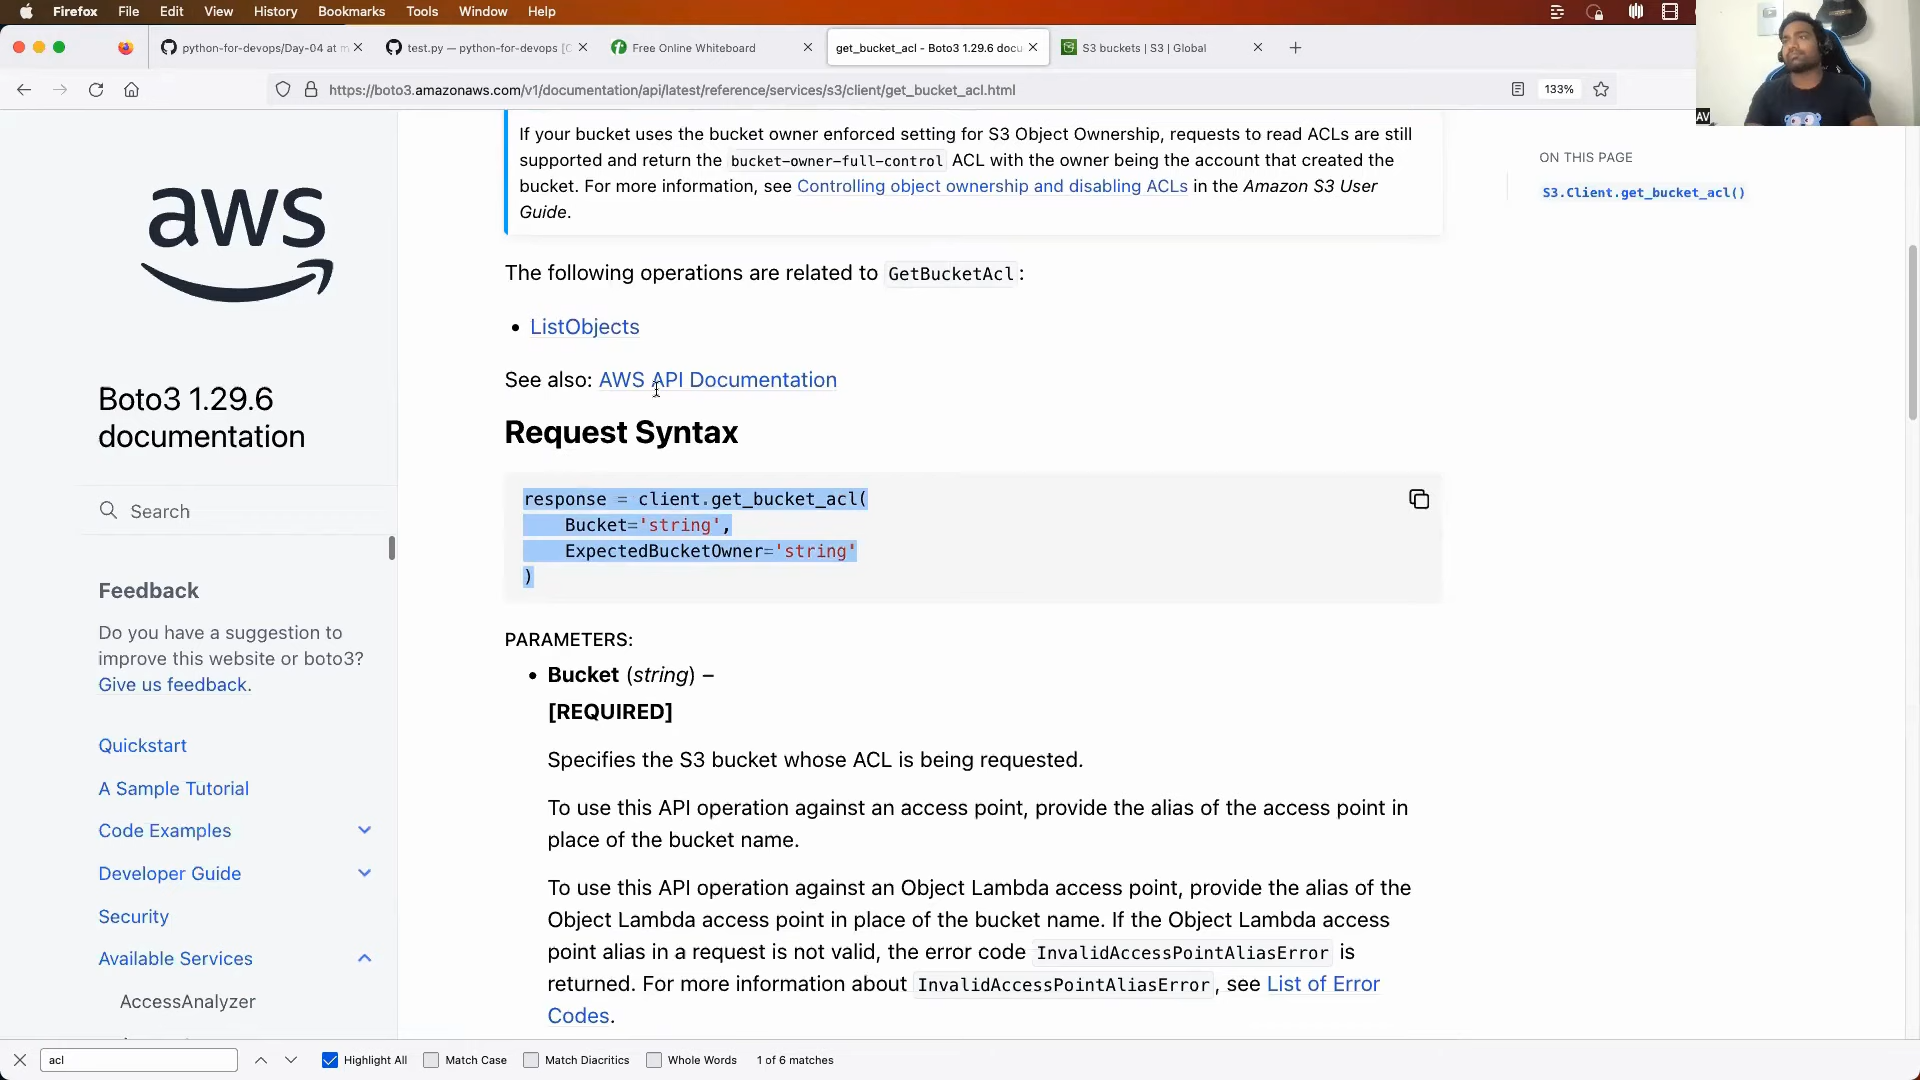 Firefox File Edit View History Bookmarks Tools Window Help
python-for-devops/Day-04 at m
test.py — python-for-devops [C
Free Online Whiteboard
get_bucket_acl - Boto3 1.29.6 docu
S3 buckets | S3 | Global
https://boto3.amazonaws.com/v1/documentation/api/latest/reference/services/s3/client/get_bucket_acl.html
133%
AV
aws
Boto3 1.29.6
documentation
Search
Feedback
Do you have a suggestion to
improve this website or boto3?
Give us feedback.
Quickstart
A Sample Tutorial
Code Examples
Developer Guide
Security
Available Services
AccessAnalyzer
If your bucket uses the bucket owner enforced setting for S3 Object Ownership, requests to read ACLs are still
supported and return the bucket-owner-full-control ACL with the owner being the account that created the
bucket. For more information, see Controlling object ownership and disabling ACLs in the Amazon S3 User
Guide.
The following operations are related to GetBucketAcl:
• ListObjects
See also: AWS API Documentation
Request Syntax
response = client.get_bucket_acl(
Bucket='string',
ExpectedBucketOwner='string'
)
PARAMETERS:
• Bucket (string) –
[REQUIRED]
Specifies the S3 bucket whose ACL is being requested.
To use this API operation against an access point, provide the alias of the access point in
place of the bucket name.
To use this API operation against an Object Lambda access point, provide the alias of the
Object Lambda access point in place of the bucket name. If the Object Lambda access
point alias in a request is not valid, the error code InvalidAccessPointAliasError is
returned. For more information about InvalidAccessPointAliasError, see List of Error
Codes.
ON THIS PAGE
S3.Client.get_bucket_acl()
acl
Highlight All
Match Case
Match Diacritics
Whole Words
1 of 6 matches